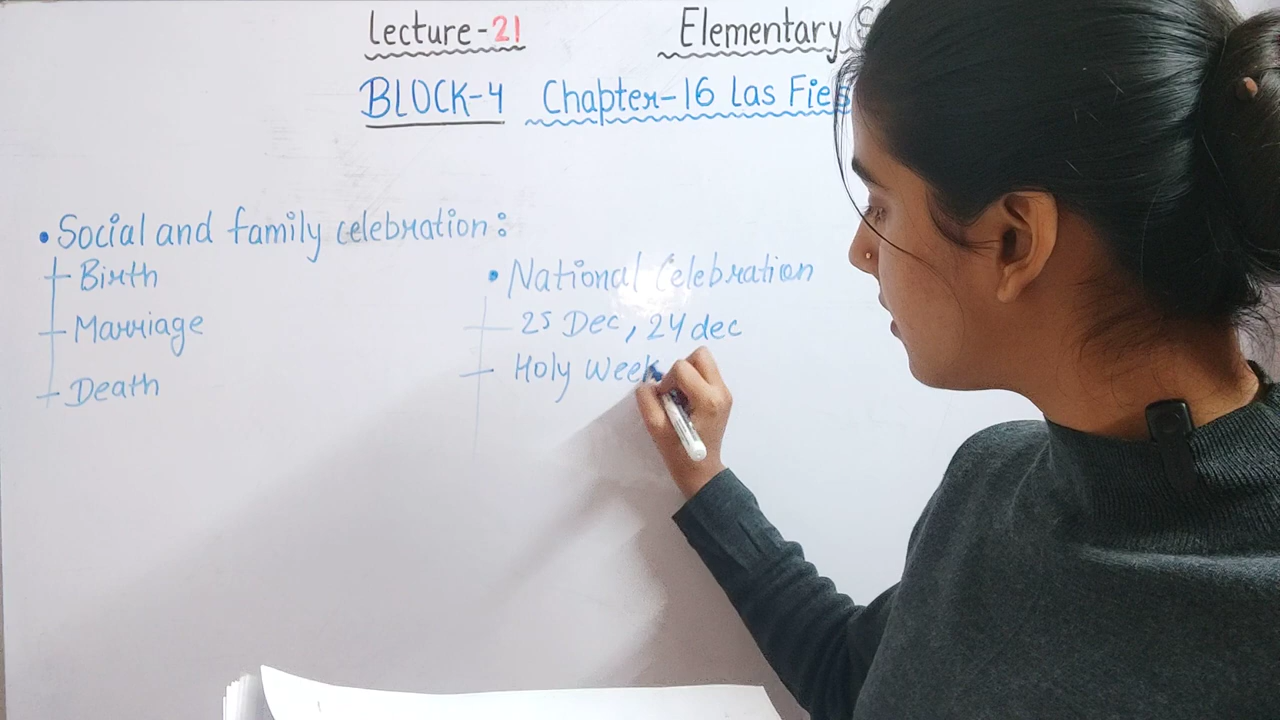 Lecture-21 Elementary
BLOCK-4 Chapter-16 Las Fies
• Social and family celebration:
- Birth
- Marriage
- Death
• National Celebration
- 25 Dec, 24 dec
- Holy Week